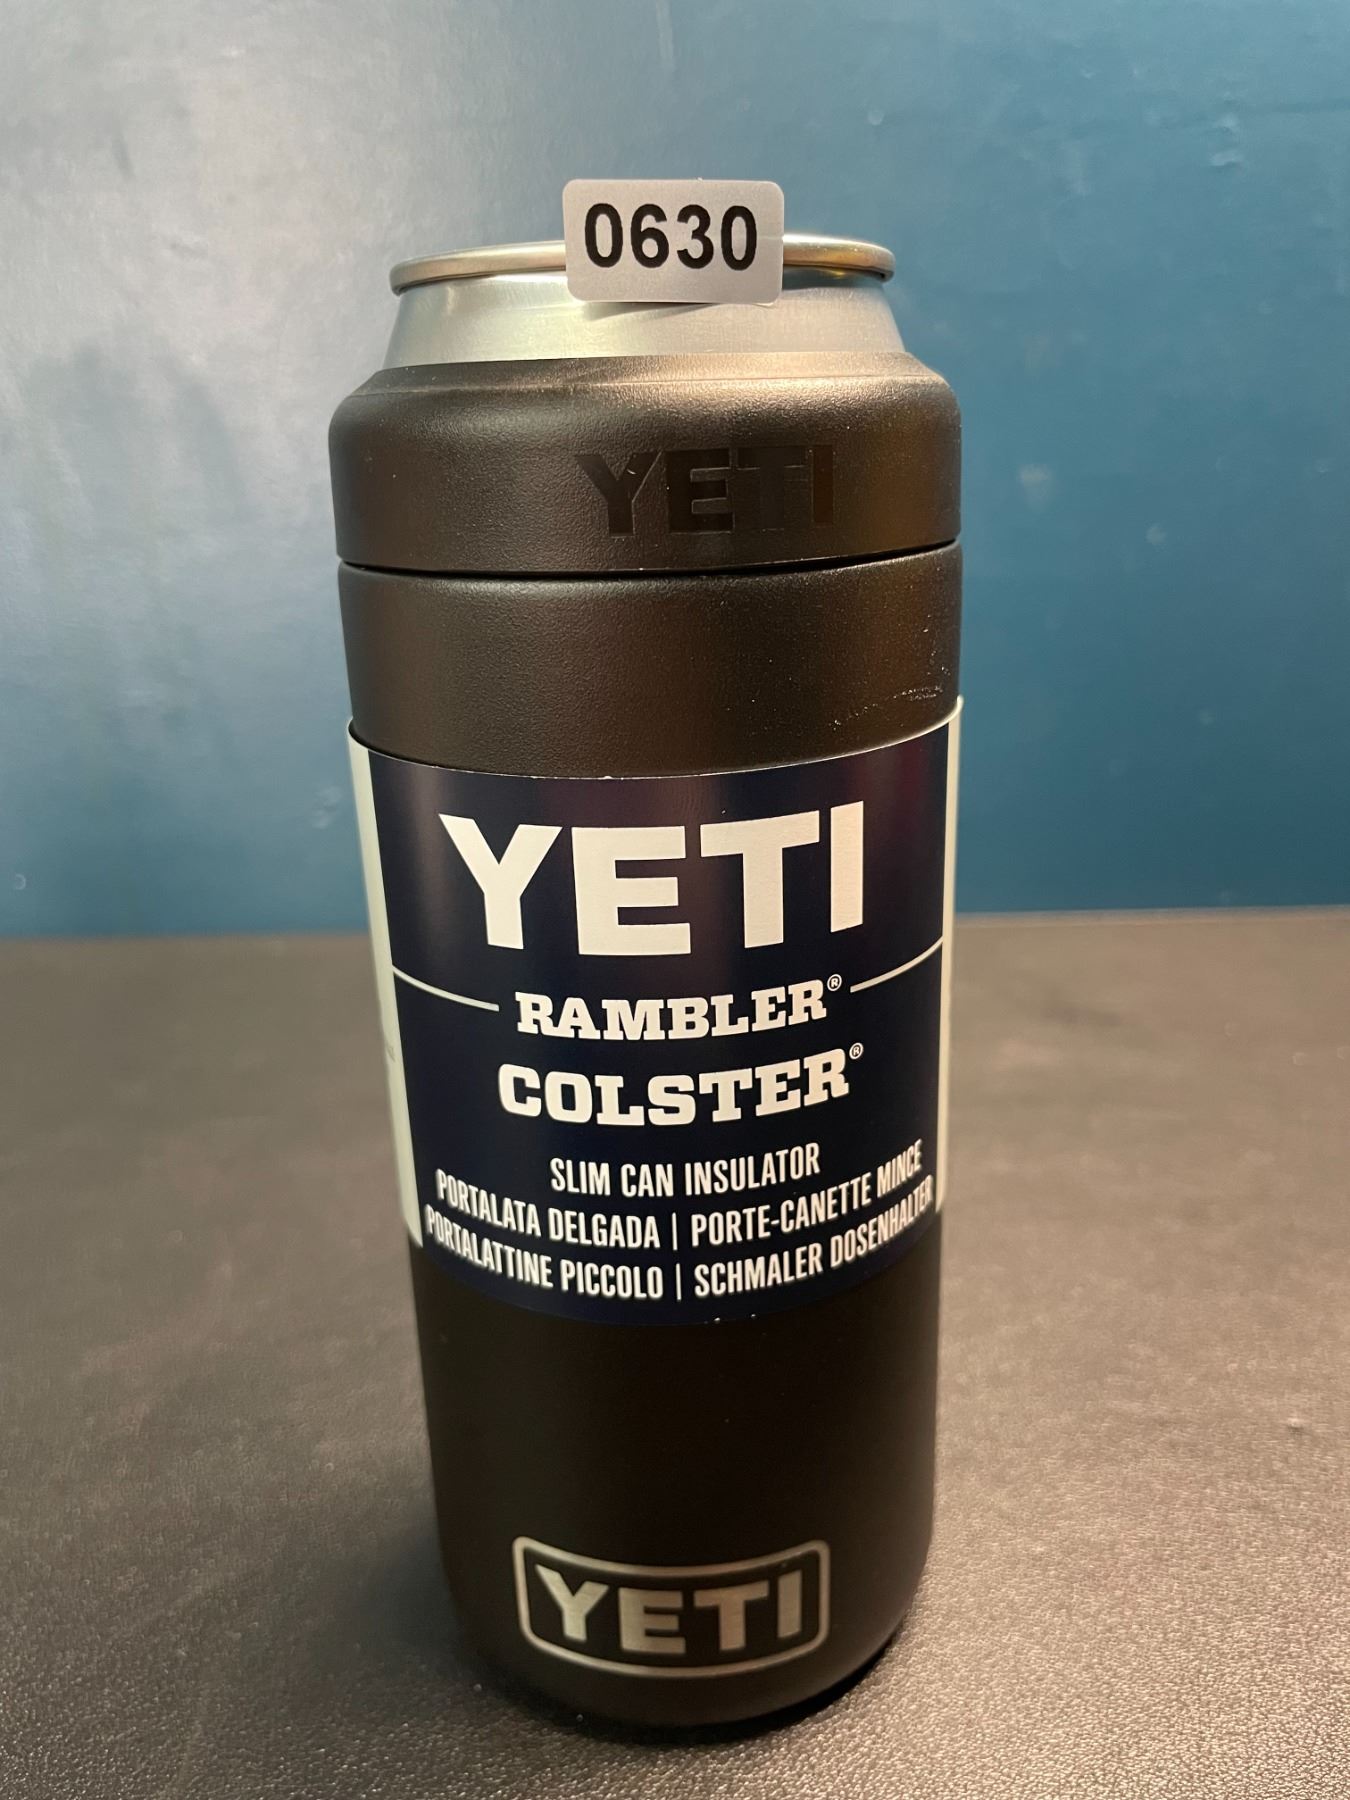 0630
YETI
YETI
RAMBLER®
COLSTER®
SLIM CAN INSULATOR
PORTALATA DELGADA | PORTE-CANETTE MINCE
PORTALATTINE PICCOLO | SCHMALER DOSENHALTER
YETI